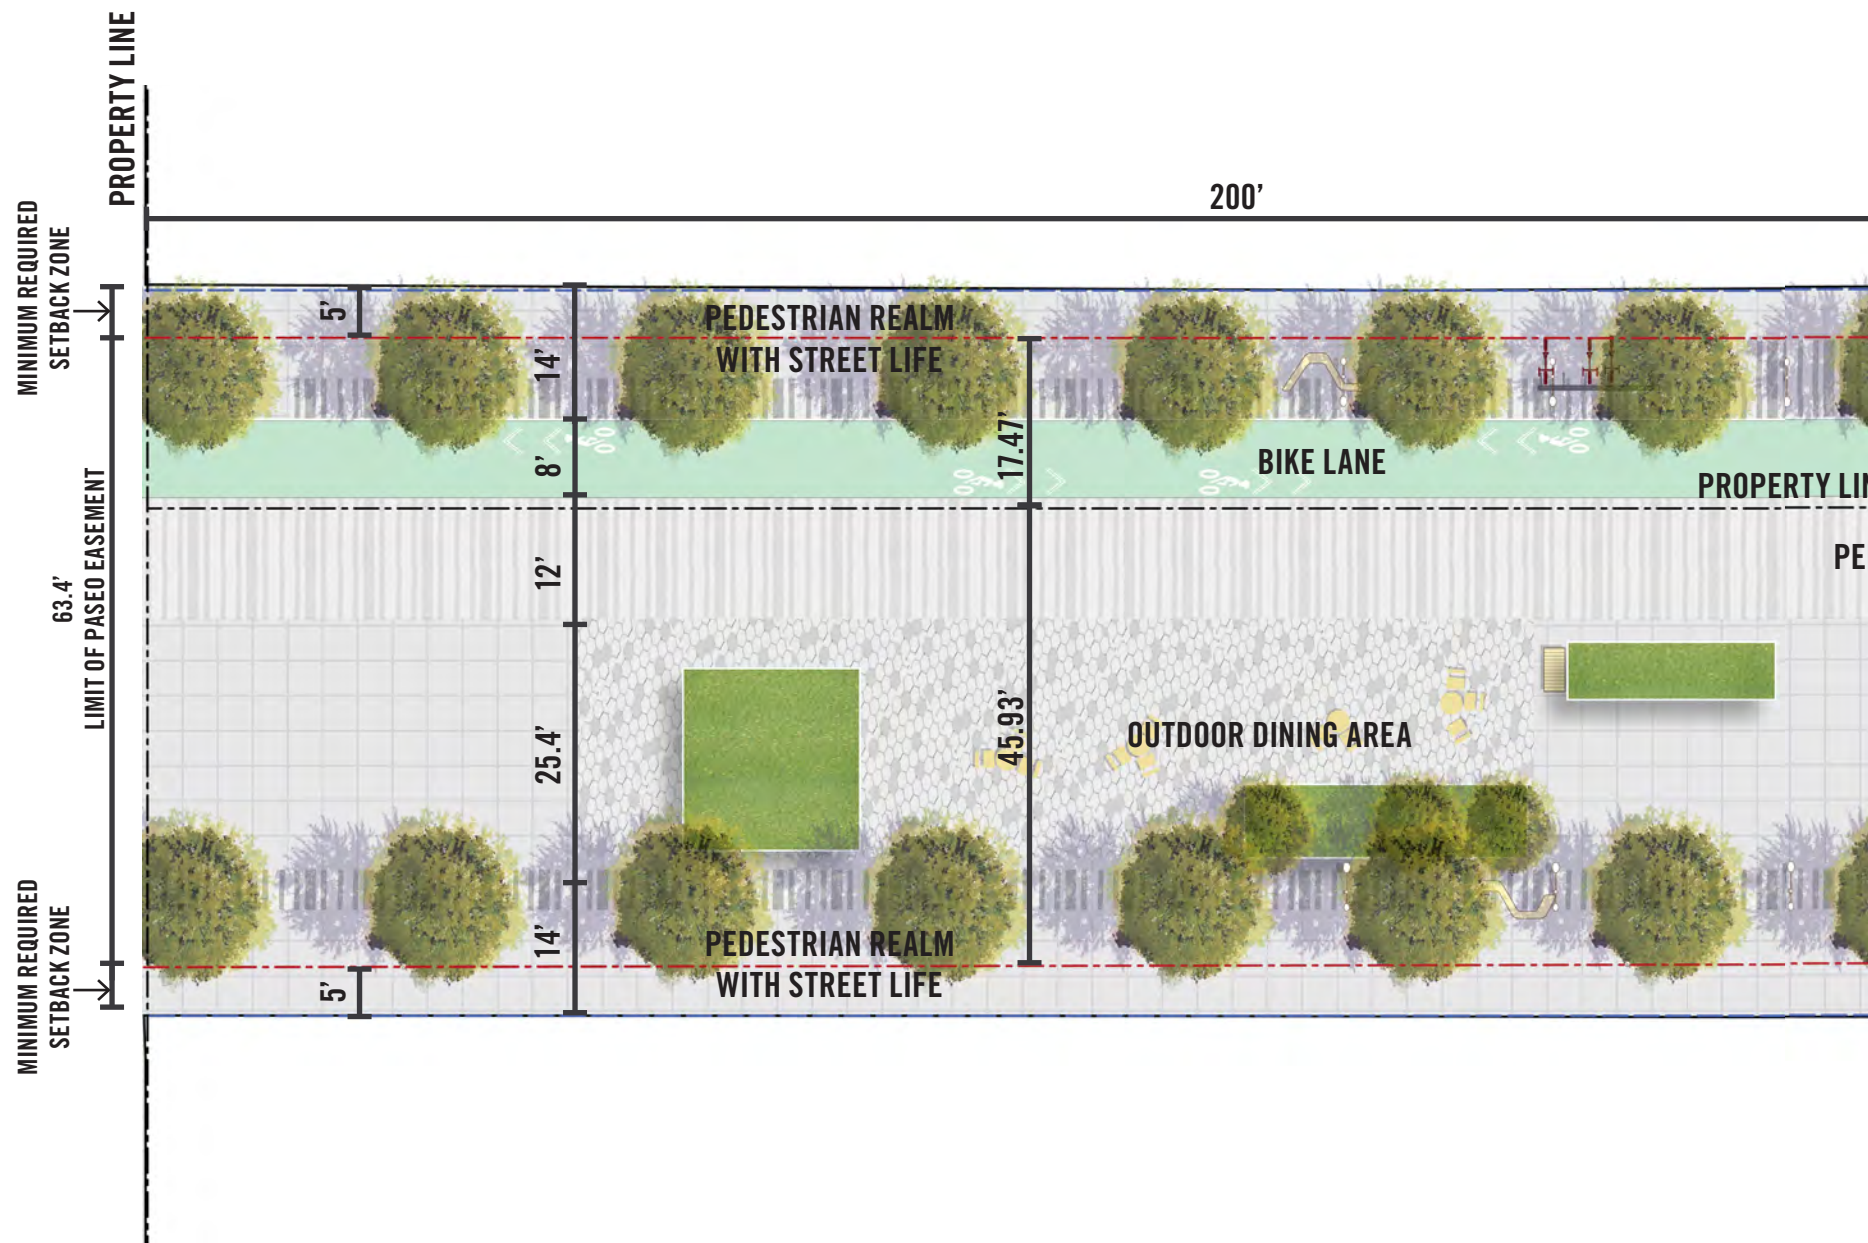 PROPERTY LINE
200'
MINIMUM REQUIRED
SETBACK ZONE
5'
14'
PEDESTRIAN REALM
WITH STREET LIFE
17.47'
8'
BIKE LANE
PROPERTY LIN
63.4'
LIMIT OF PASEO EASEMENT
12'
PE
25.4'
45.93'
OUTDOOR DINING AREA
MINIMUM REQUIRED
SETBACK ZONE
14'
5'
PEDESTRIAN REALM
WITH STREET LIFE